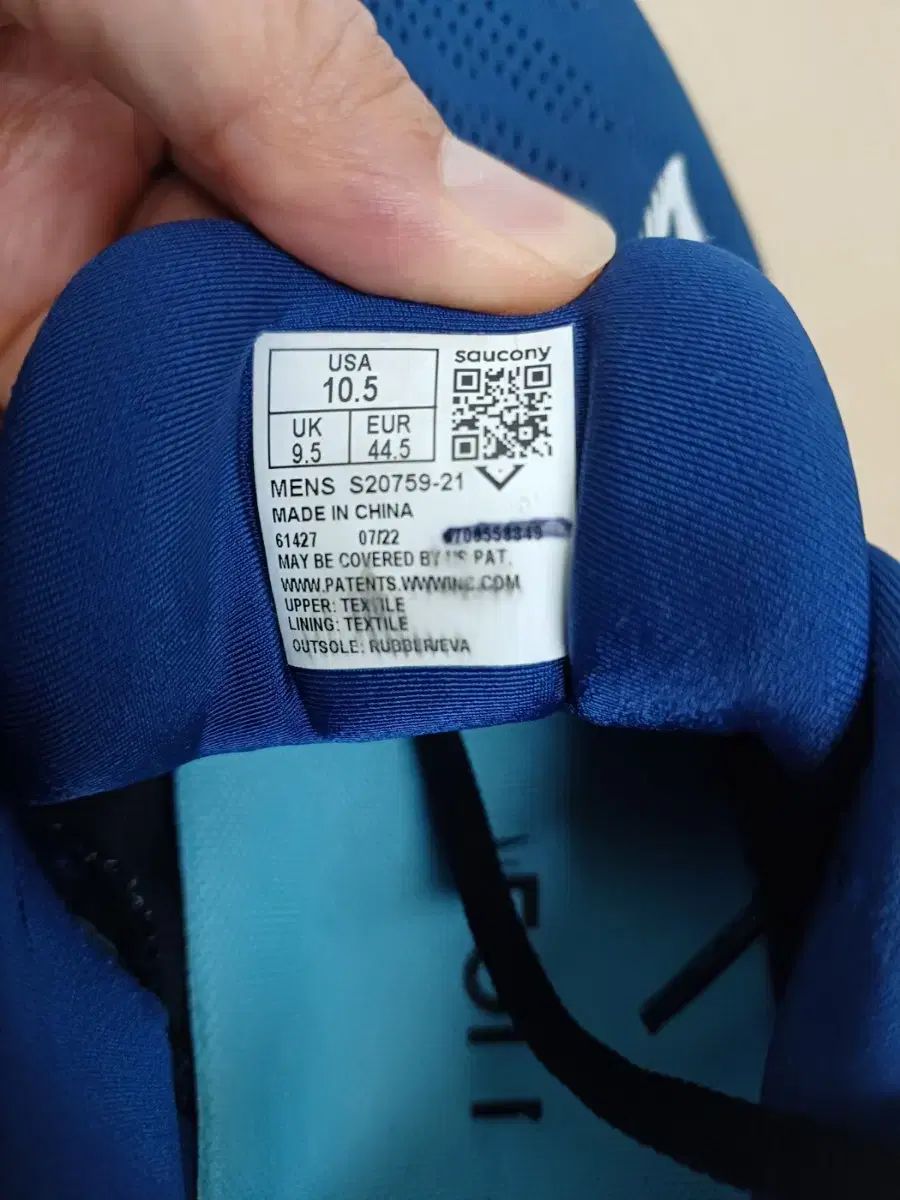 USA
10.5
UK
9.5
EUR
44.5
saucony
MENS S20759-21
MADE IN CHINA
61427 07/22
MAY BE COVERED BY US PAT.
WWW.PATENTS.WWWINC.COM
UPPER: TEXTILE
LINING: TEXTILE
OUTSOLE: RUBBER/EVA